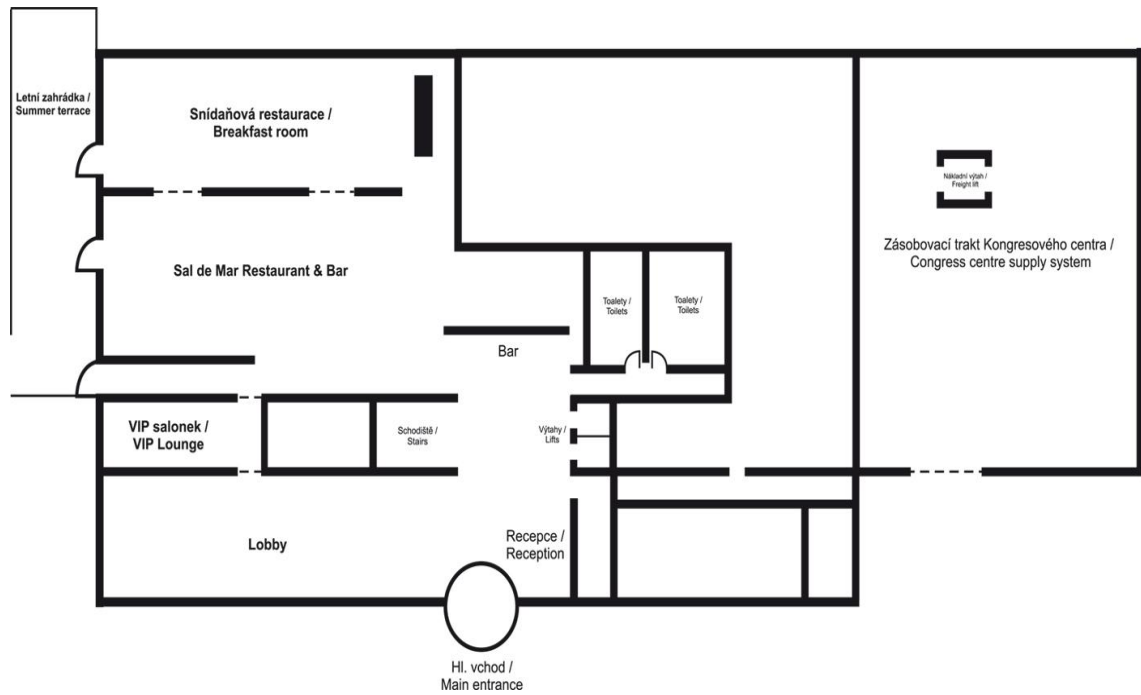 Letní zahrádka /
Summer terrace
Snídaňová restaurace /
Breakfast room
Nákladní výtah /
Freight lift
Zásobovací trakt Kongresového centra /
Congress centre supply system
Sal de Mar Restaurant & Bar
Toalety /
Toilets
Toalety /
Toilets
Bar
VIP salonek /
VIP Lounge
Schodiště /
Stairs
Výtahy /
Lifts
Lobby
Recepce /
Reception
Hl. vchod /
Main entrance